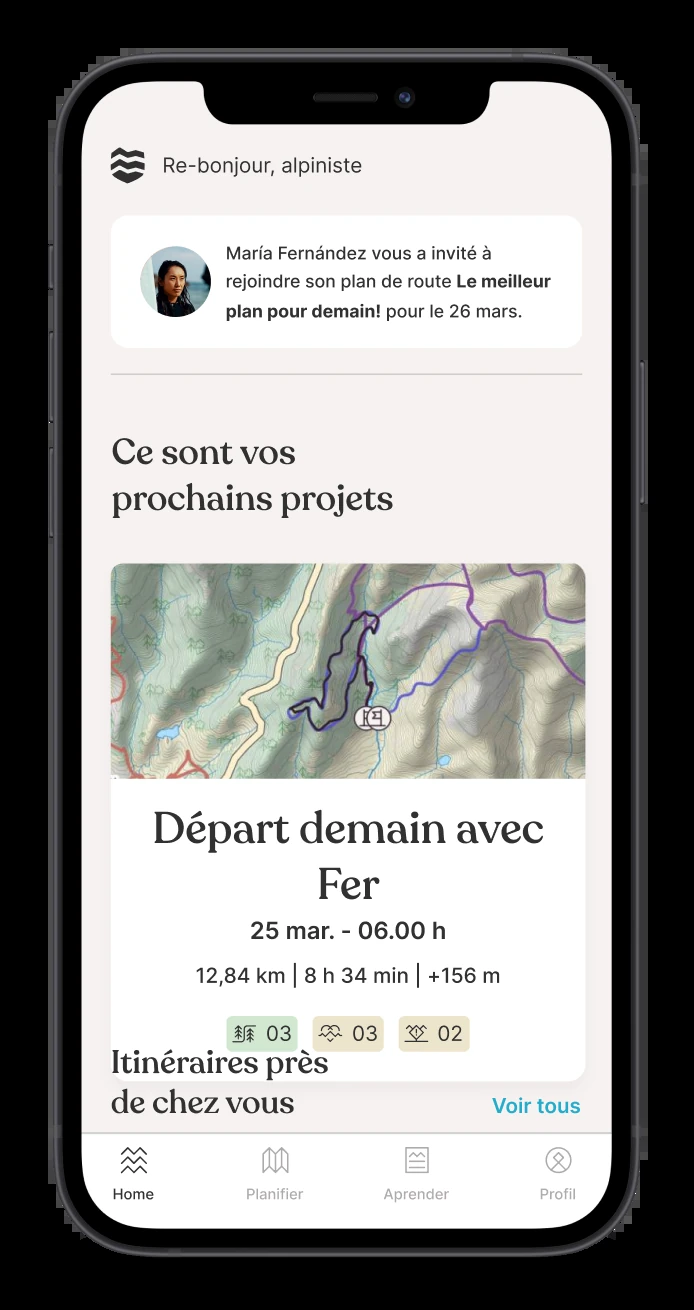 Re-bonjour, alpiniste
María Fernández vous a invité à
rejoindre son plan de route Le meilleur
plan pour demain! pour le 26 mars.
Ce sont vos
prochains projets
Départ demain avec
Fer
25 mar. - 06.00 h
12,84 km | 8 h 34 min | +156 m
03 03 02
Itinéraires près
de chez vous
Voir tous
Home Planifier Aprender Profil